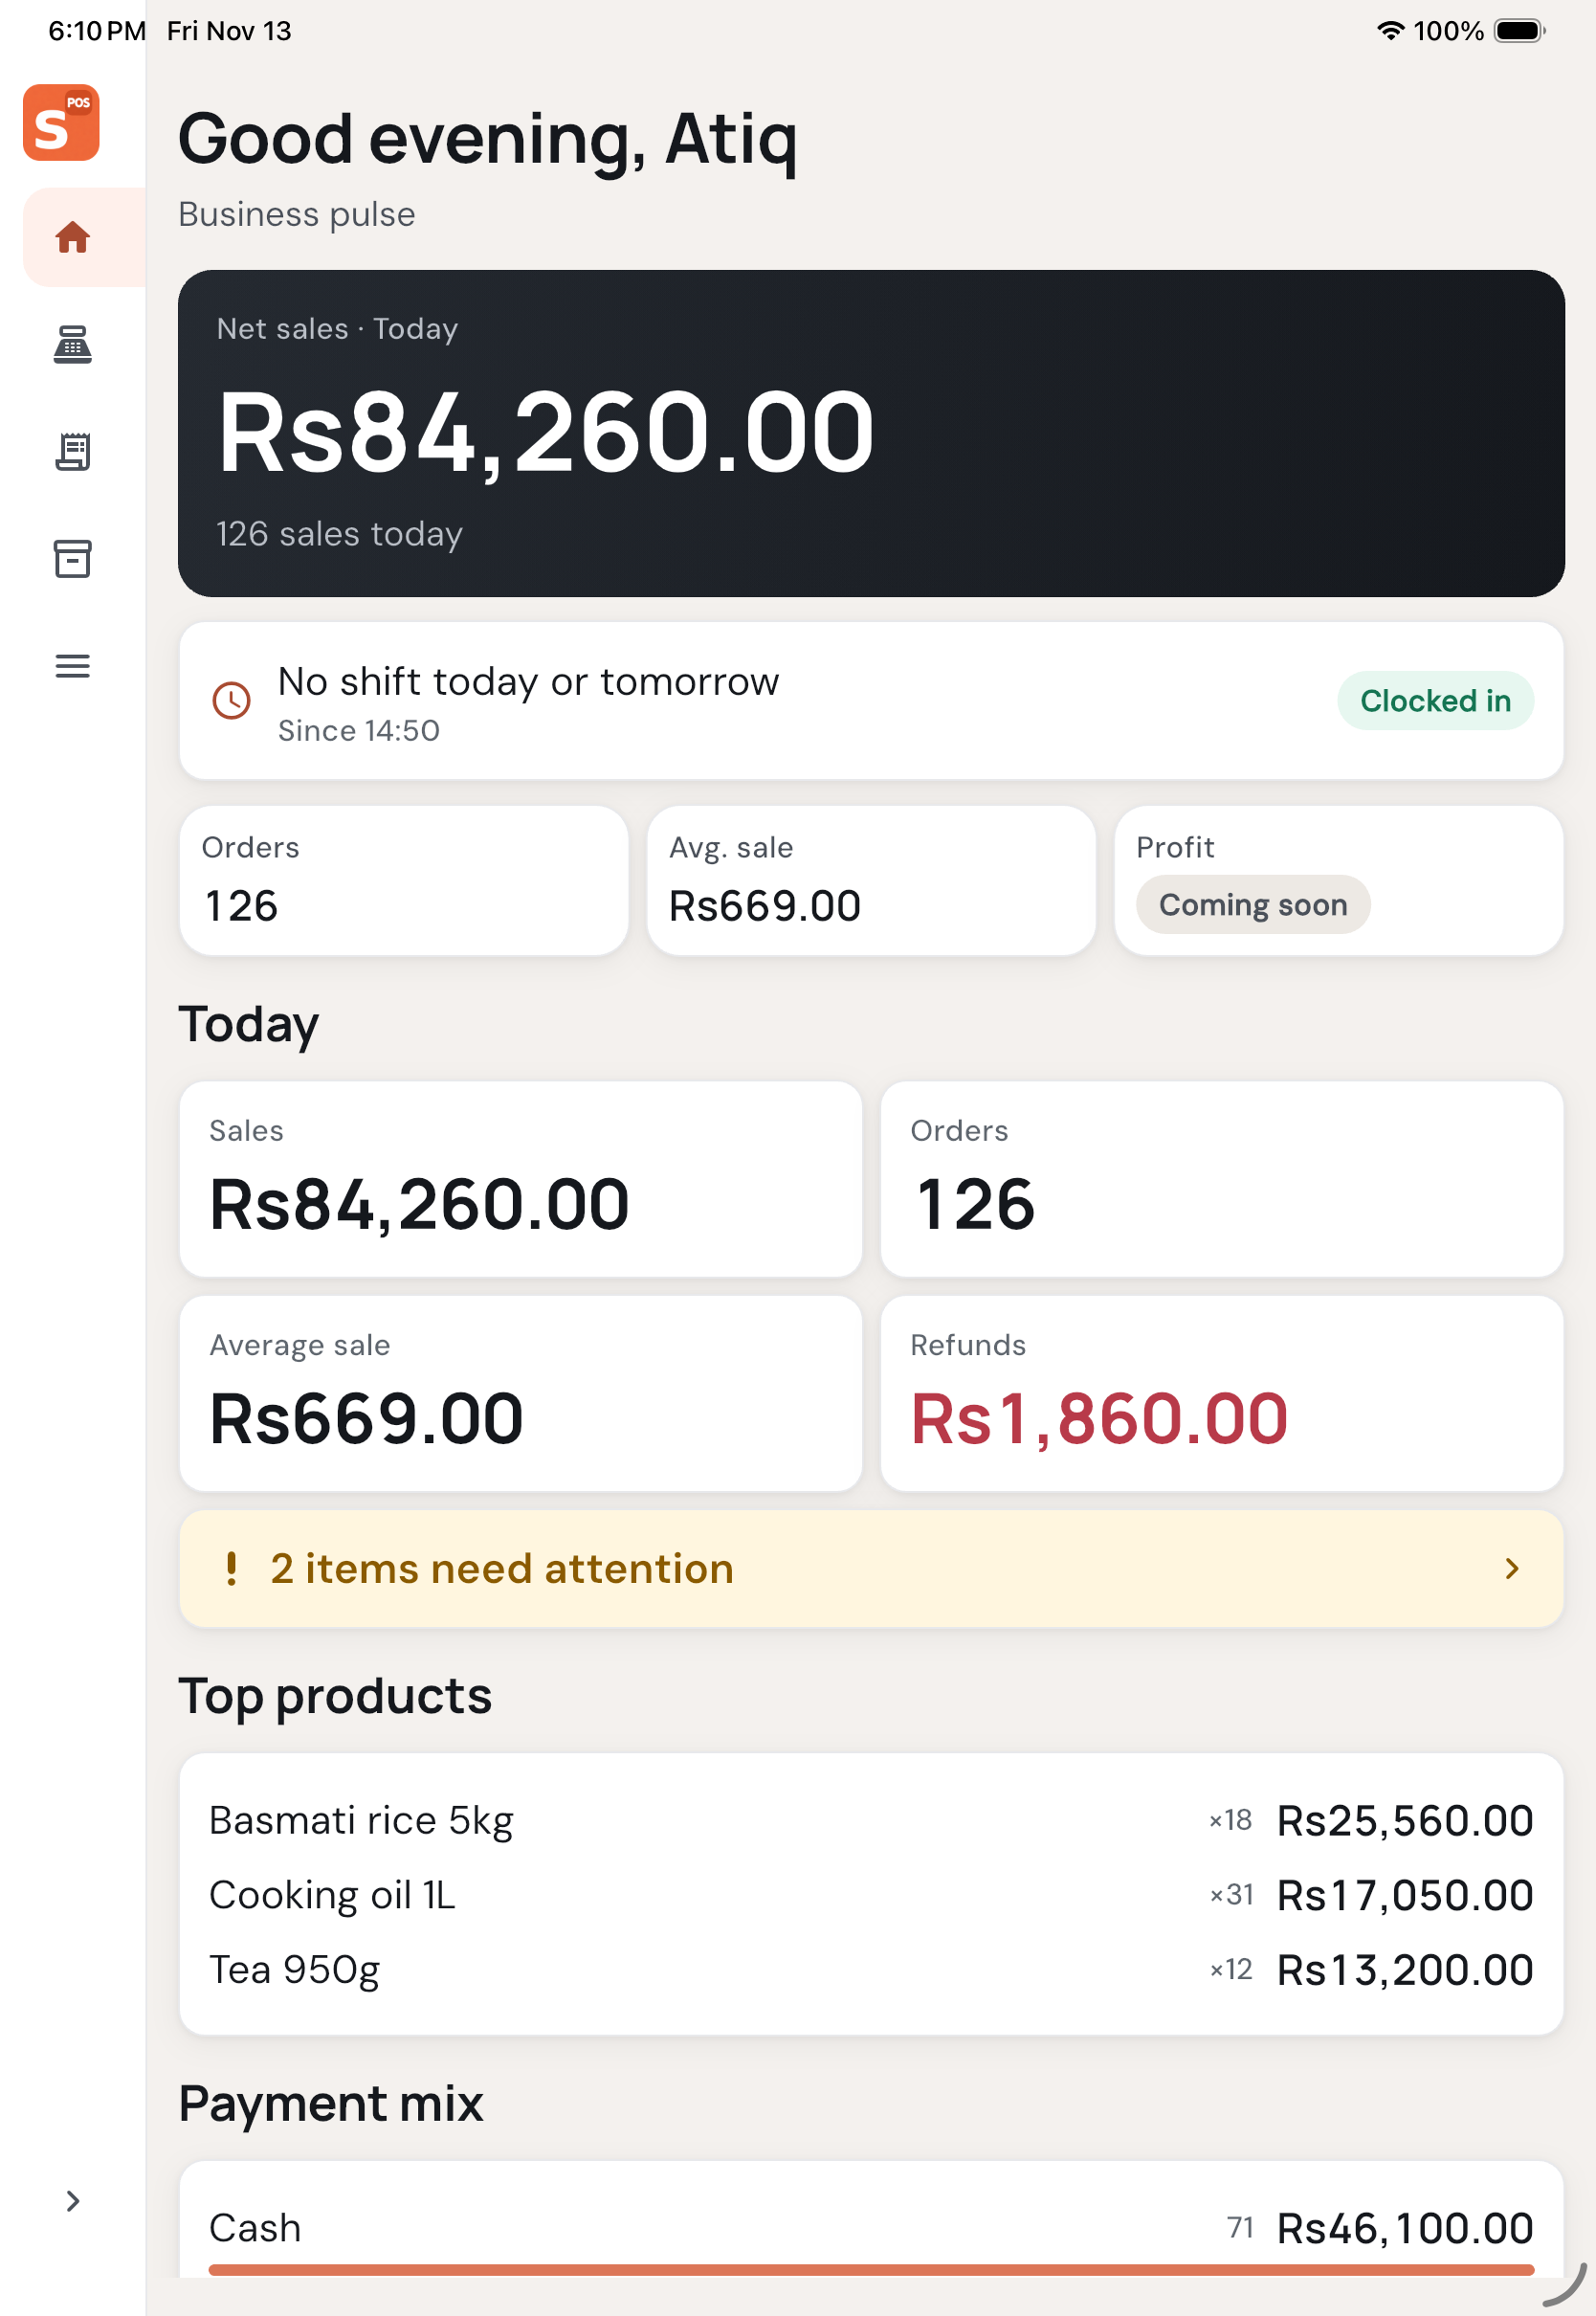 6:10 PM Fri Nov 13 100%
POS
S
Good evening, Atiq
Business pulse
Net sales · Today
Rs84,260.00
126 sales today
No shift today or tomorrow
Since 14:50
Clocked in
Orders
126
Avg. sale
Rs669.00
Profit
Coming soon
Today
Sales
Rs84,260.00
Orders
126
Average sale
Rs669.00
Refunds
Rs1,860.00
! 2 items need attention
Top products
Basmati rice 5kg ×18 Rs25,560.00
Cooking oil 1L ×31 Rs17,050.00
Tea 950g ×12 Rs13,200.00
Payment mix
Cash 71 Rs46,100.00